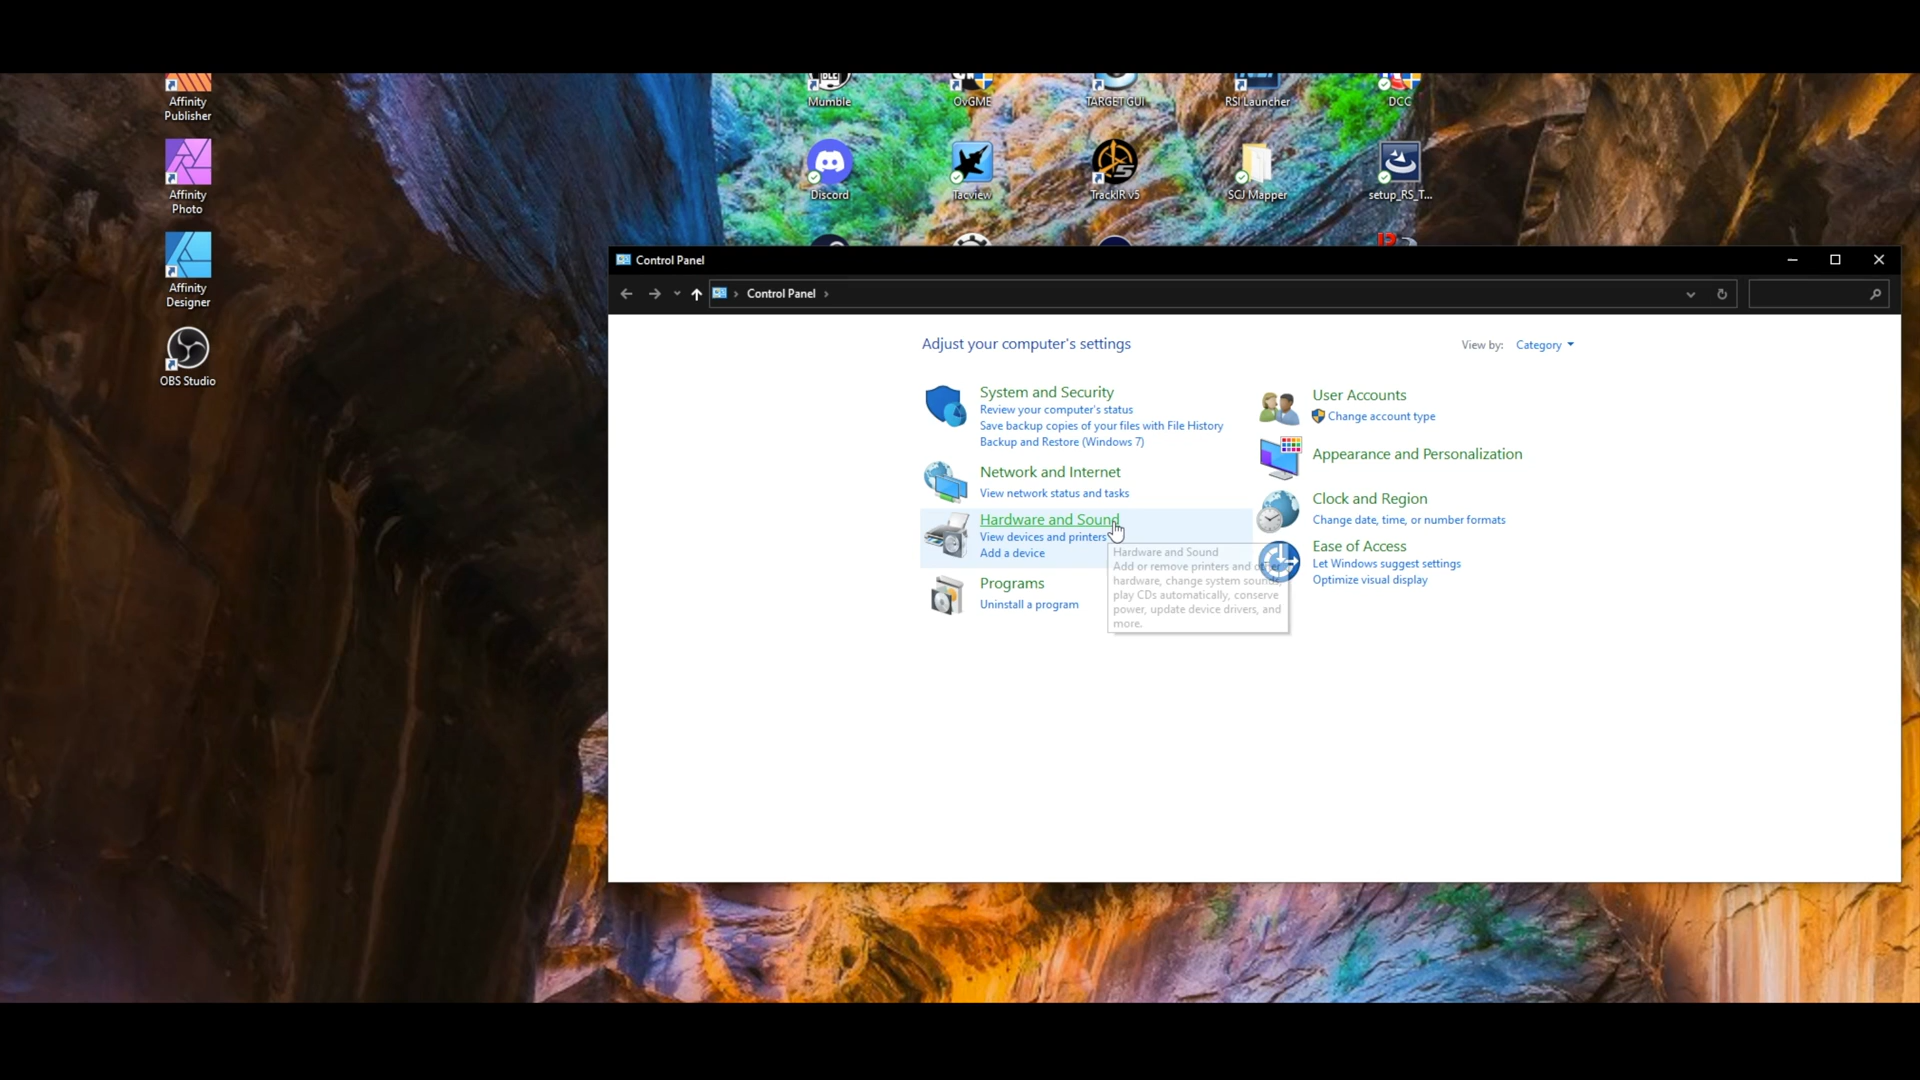 Affinity
Publisher
Affinity
Photo
Affinity
Designer
OBS Studio
Mumble
OvGME
TARGET GUI
RSI Launcher
DCC
Discord
Tacview
TrackIR v5
SCJ Mapper
setup_RS_T...
Control Panel
Control Panel
Adjust your computer's settings
View by: Category
System and Security
Review your computer's status
Save backup copies of your files with File History
Backup and Restore (Windows 7)
Network and Internet
View network status and tasks
Hardware and Sound
View devices and printers
Add a device
Programs
Uninstall a program
User Accounts
Change account type
Appearance and Personalization
Clock and Region
Change date, time, or number formats
Ease of Access
Let Windows suggest settings
Optimize visual display
Hardware and Sound
Add or remove printers and other
hardware, change system sounds,
play CDs automatically, conserve
power, update device drivers, and
more.